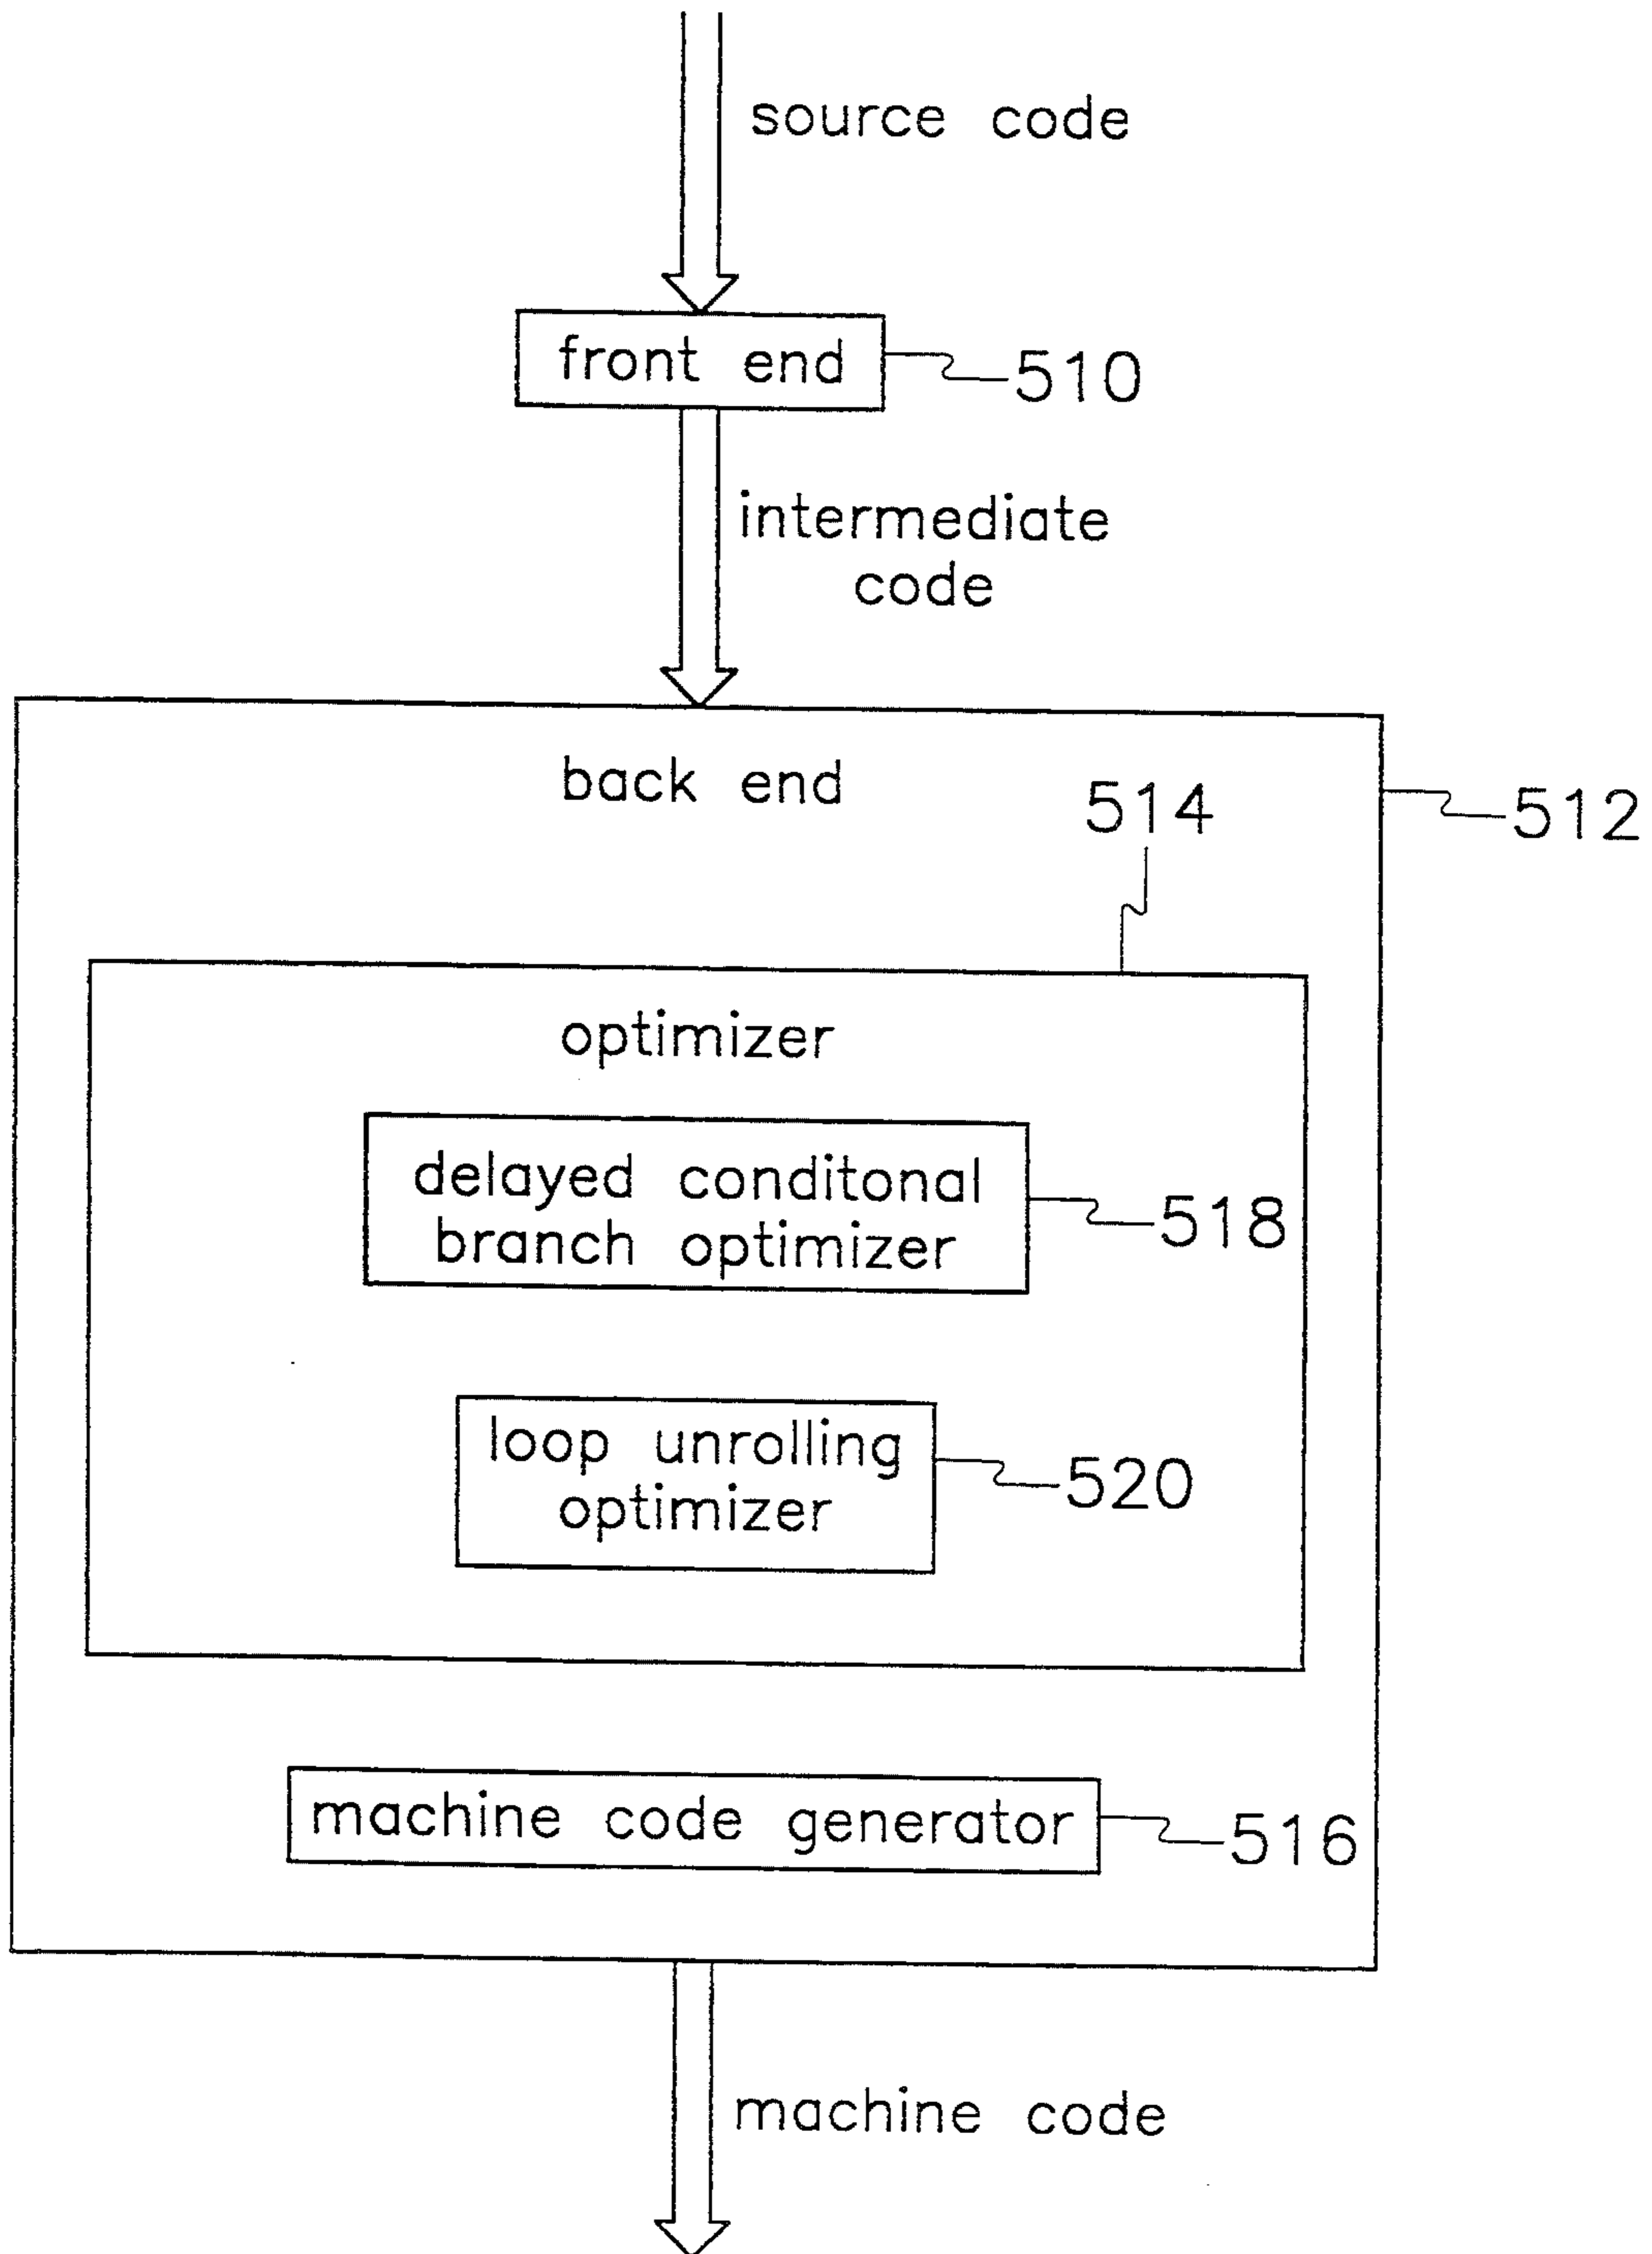 source code
front end
510
intermediate
code
back end
512
514
optimizer
delayed conditonal
branch optimizer
518
loop unrolling
optimizer
520
machine code generator
516
machine code